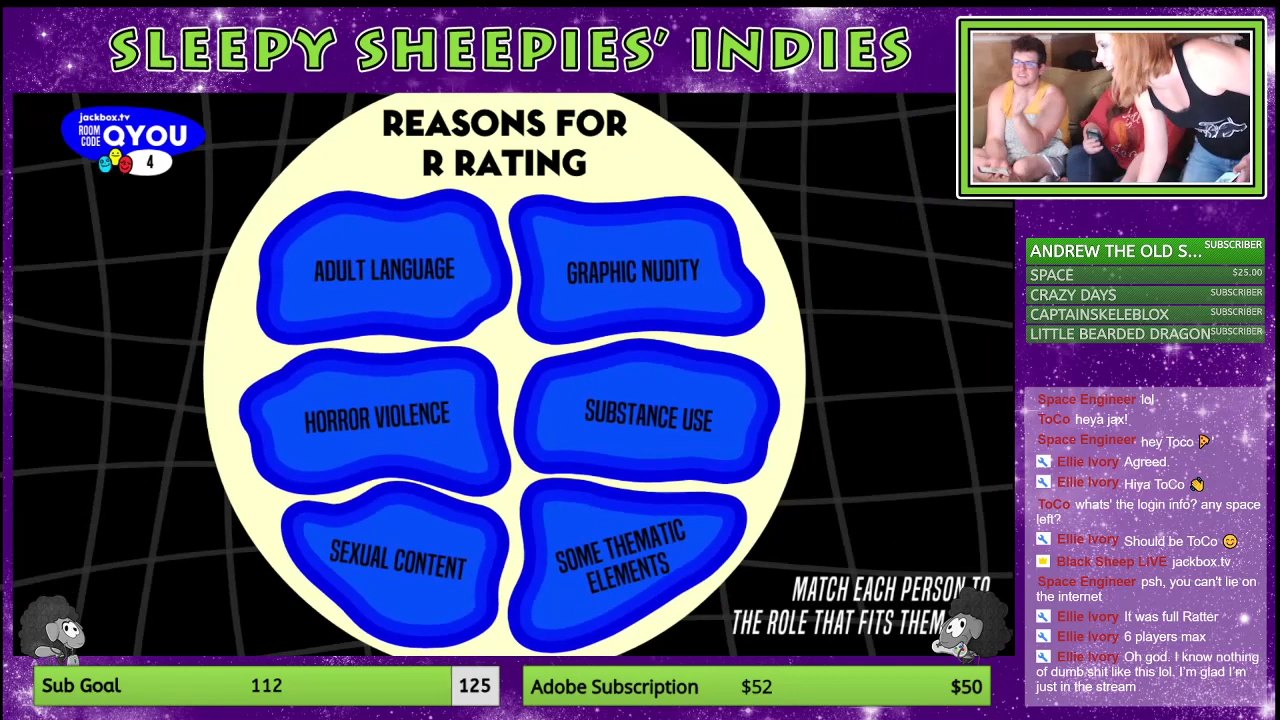 SLEEPY SHEEPIES' INDIES
jackbox.tv
ROOM CODE QYOU
4
REASONS FOR
R RATING
ADULT LANGUAGE
GRAPHIC NUDITY
HORROR VIOLENCE
SUBSTANCE USE
SEXUAL CONTENT
SOME THEMATIC
ELEMENTS
MATCH EACH PERSON TO
THE ROLE THAT FITS THEM
ANDREW THE OLD S... SUBSCRIBER
SPACE $25.00
CRAZY DAYS SUBSCRIBER
CAPTAINSKELEBLOX SUBSCRIBER
LITTLE BEARDED DRAGON SUBSCRIBER
Space Engineer lol
ToCo heya jax!
Space Engineer hey Toco
Ellie Ivory Agreed.
Ellie Ivory Hiya ToCo
ToCo whats' the login info? any space
left?
Ellie Ivory Should be ToCo
Black Sheep LIVE jackbox.tv
Space Engineer psh, you can't lie on
the internet
Ellie Ivory It was full Ratter
Ellie Ivory 6 players max
Ellie Ivory Oh god. I know nothing
of dumb shit like this lol. I'm glad I'm
just in the stream
Sub Goal 112 125
Adobe Subscription $52 $50